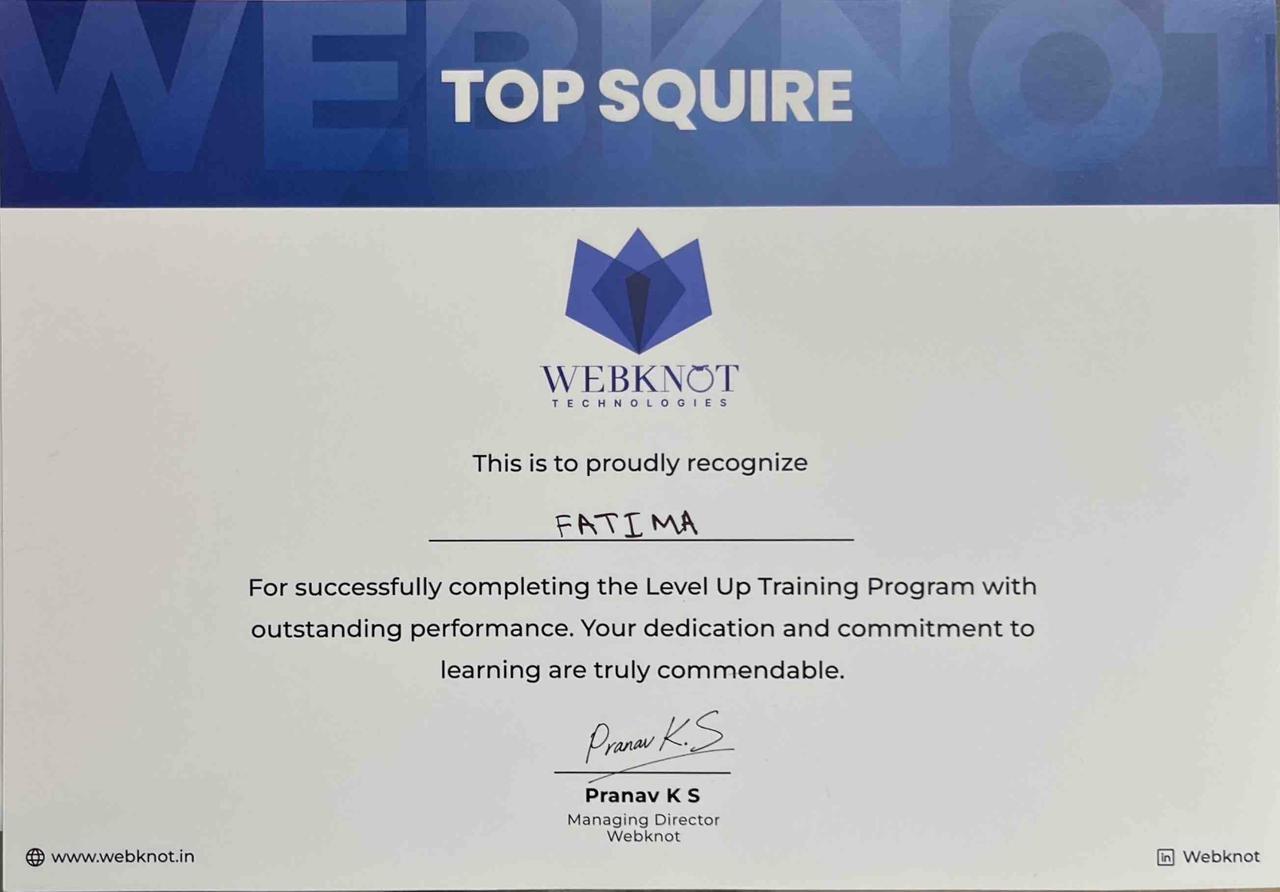 WEBKNOT
TOP SQUIRE
WEBKNOT
TECHNOLOGIES
This is to proudly recognize
FATIMA
For successfully completing the Level Up Training Program with
outstanding performance. Your dedication and commitment to
learning are truly commendable.
Pranav K.S
Pranav K S
Managing Director
Webknot
www.webknot.in
in Webknot